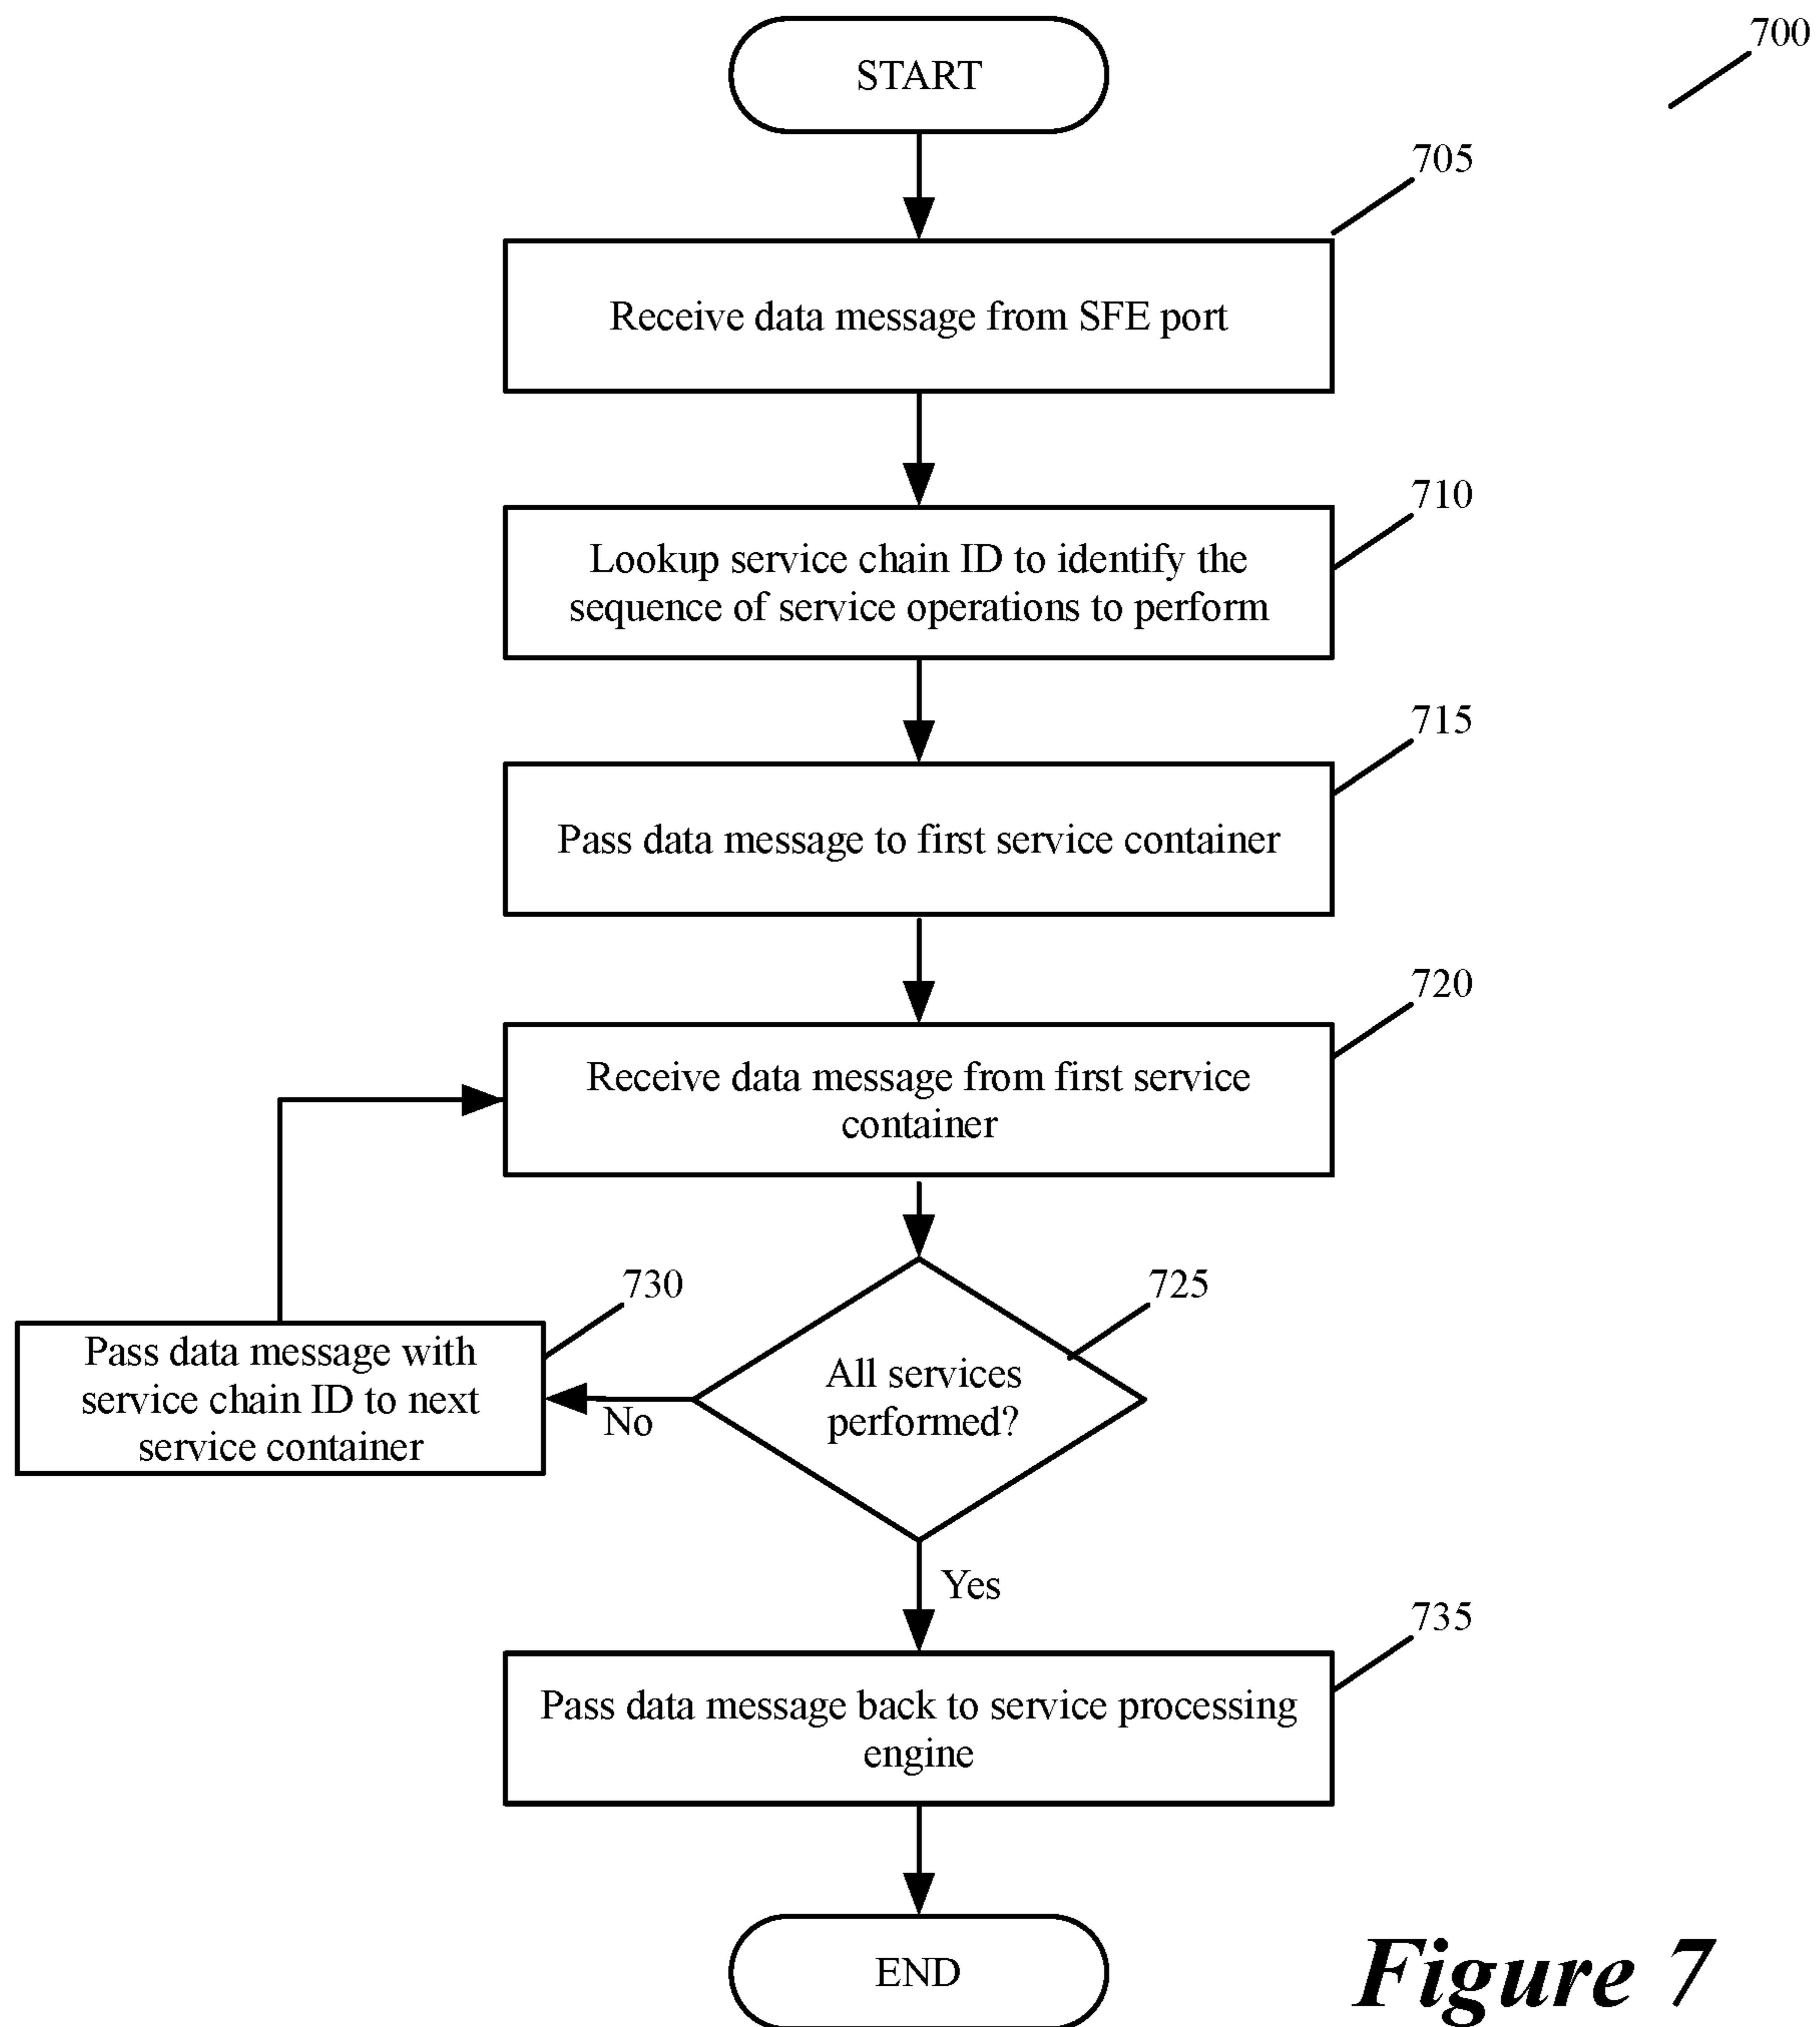 700
START
705
Receive data message from SFE port
710
Lookup service chain ID to identify the
sequence of service operations to perform
715
Pass data message to first service container
720
Receive data message from first service
container
730
725
Pass data message with
service chain ID to next
service container
No
All services
performed?
Yes
735
Pass data message back to service processing
engine
END
Figure 7